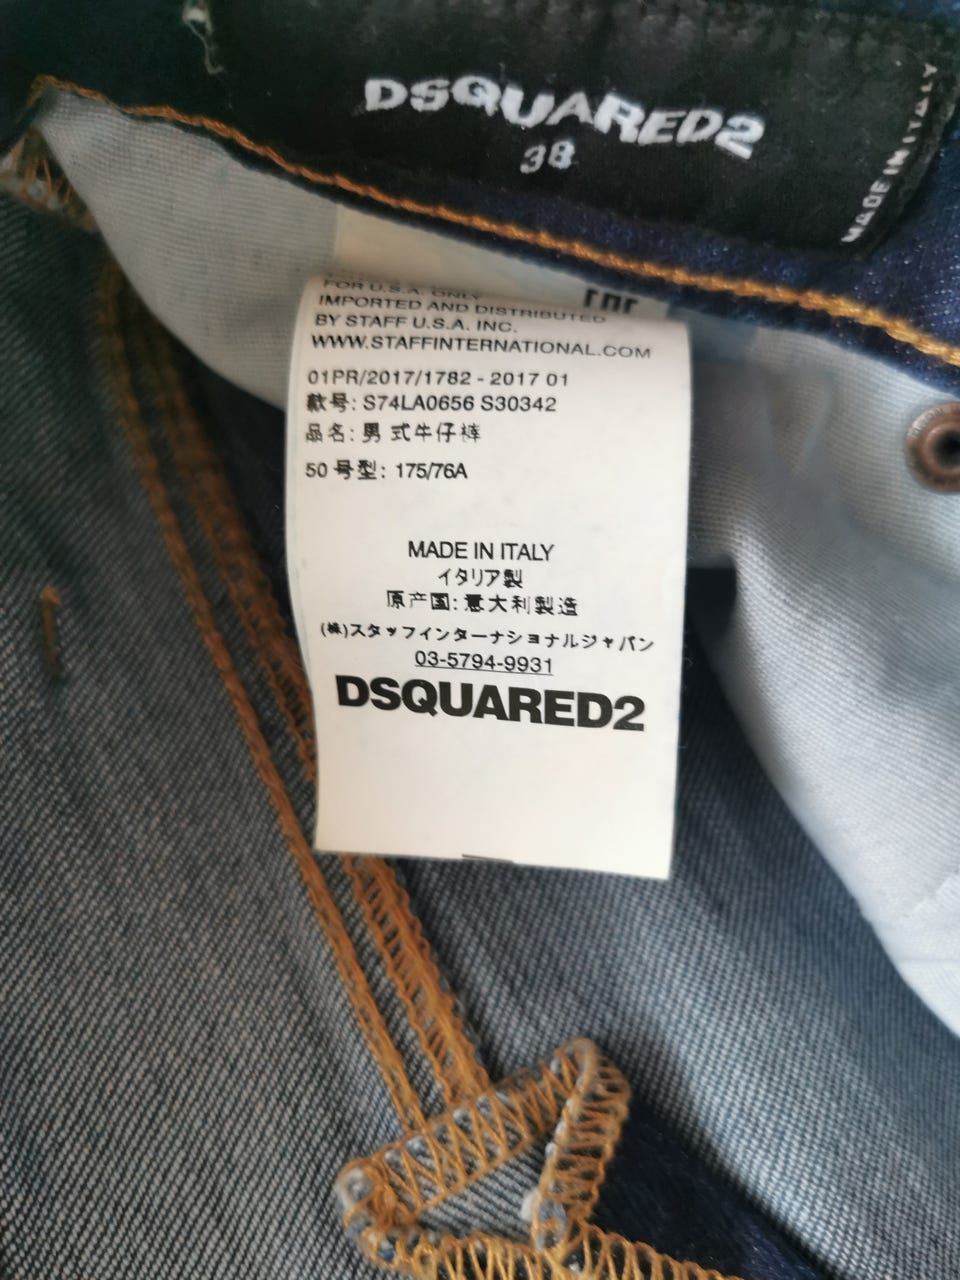 DSQUARED2
38
MADE IN ITALY
FOR U.S.A. ONLY
IMPORTED AND DISTRIBUTED
BY STAFF U.S.A. INC.
WWW.STAFFINTERNATIONAL.COM
01PR/2017/1782 - 2017 01
款号: S74LA0656 S30342
品名: 男 式牛仔裤
50 号型: 175/76A
MADE IN ITALY
イタリア製
原产国: 意大利製造
(株)スタッフインターナショナルジャパン
03-5794-9931
DSQUARED2